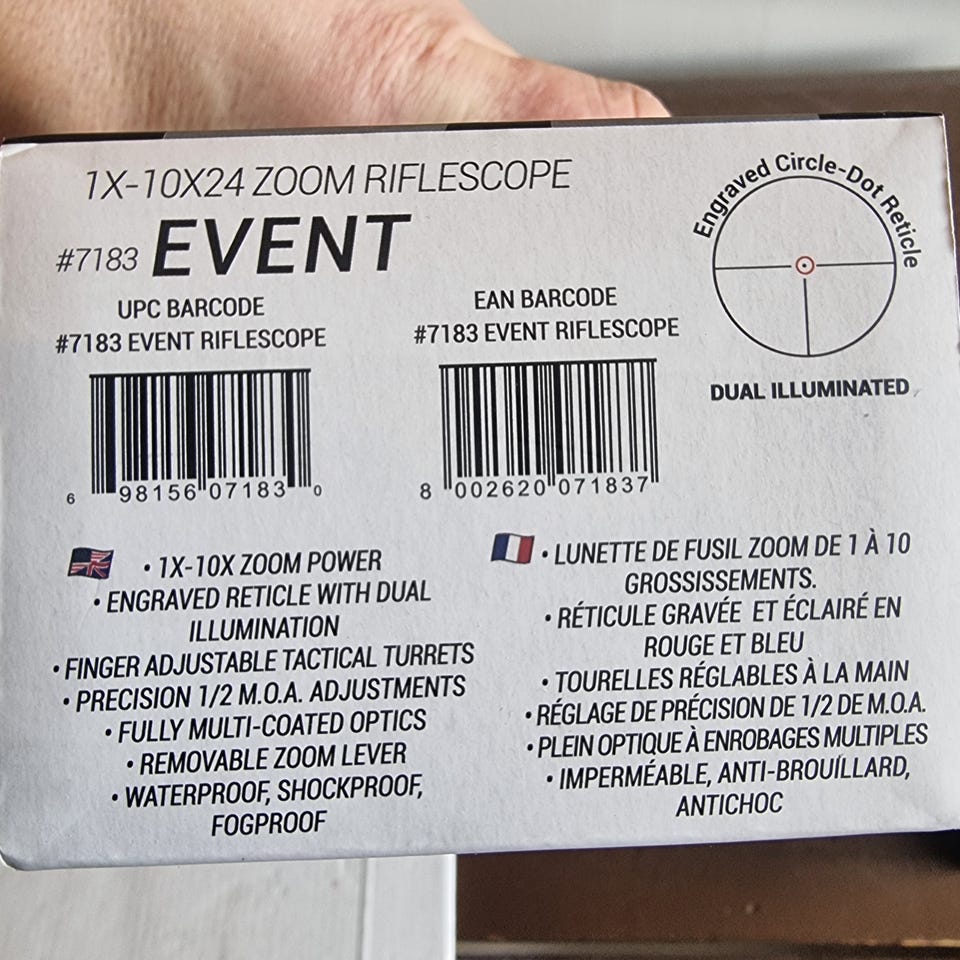 1X-10X24 ZOOM RIFLESCOPE
#7183 EVENT
Engraved Circle-Dot Reticle
DUAL ILLUMINATED
UPC BARCODE
#7183 EVENT RIFLESCOPE
6 98156 07183 0
EAN BARCODE
#7183 EVENT RIFLESCOPE
8 002620 071837
• 1X-10X ZOOM POWER
• ENGRAVED RETICLE WITH DUAL
ILLUMINATION
• FINGER ADJUSTABLE TACTICAL TURRETS
• PRECISION 1/2 M.O.A. ADJUSTMENTS
• FULLY MULTI-COATED OPTICS
• REMOVABLE ZOOM LEVER
• WATERPROOF, SHOCKPROOF,
FOGPROOF
• LUNETTE DE FUSIL ZOOM DE 1 À 10
GROSSISSEMENTS.
• RÉTICULE GRAVÉE ET ÉCLAIRÉ EN
ROUGE ET BLEU
• TOURELLES RÉGLABLES À LA MAIN
• RÉGLAGE DE PRÉCISION DE 1/2 DE M.O.A.
• PLEIN OPTIQUE À ENROBAGES MULTIPLES
• IMPERMÉABLE, ANTI-BROUÍLLARD,
ANTICHOC